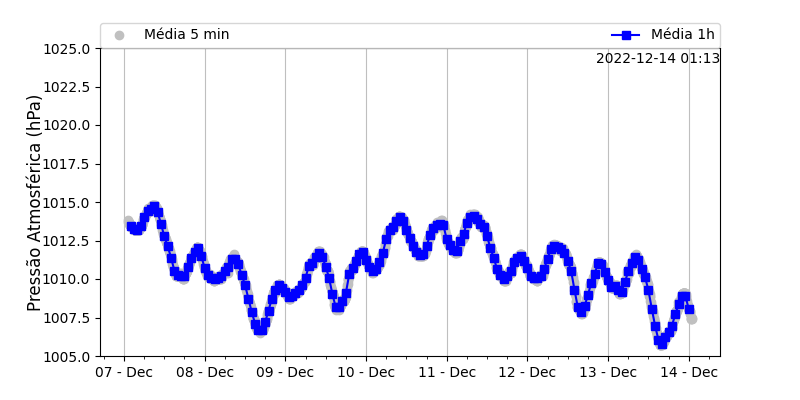 Média 5 min
Média 1h
2022-12-14 01:13
Pressão Atmosférica (hPa)
1025.0
1022.5
1020.0
1017.5
1015.0
1012.5
1010.0
1007.5
1005.0
07 - Dec
08 - Dec
09 - Dec
10 - Dec
11 - Dec
12 - Dec
13 - Dec
14 - Dec